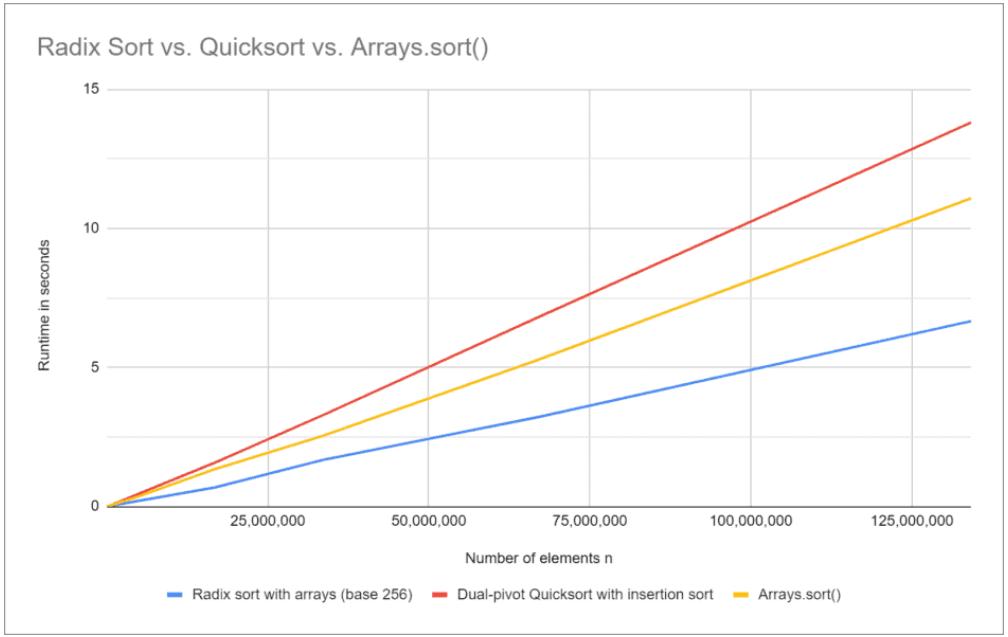 Radix Sort vs. Quicksort vs. Arrays.sort()
15
10
5
0
Runtime in seconds
25,000,000 50,000,000 75,000,000 100,000,000 125,000,000
Number of elements n
Radix sort with arrays (base 256) Dual-pivot Quicksort with insertion sort Arrays.sort()